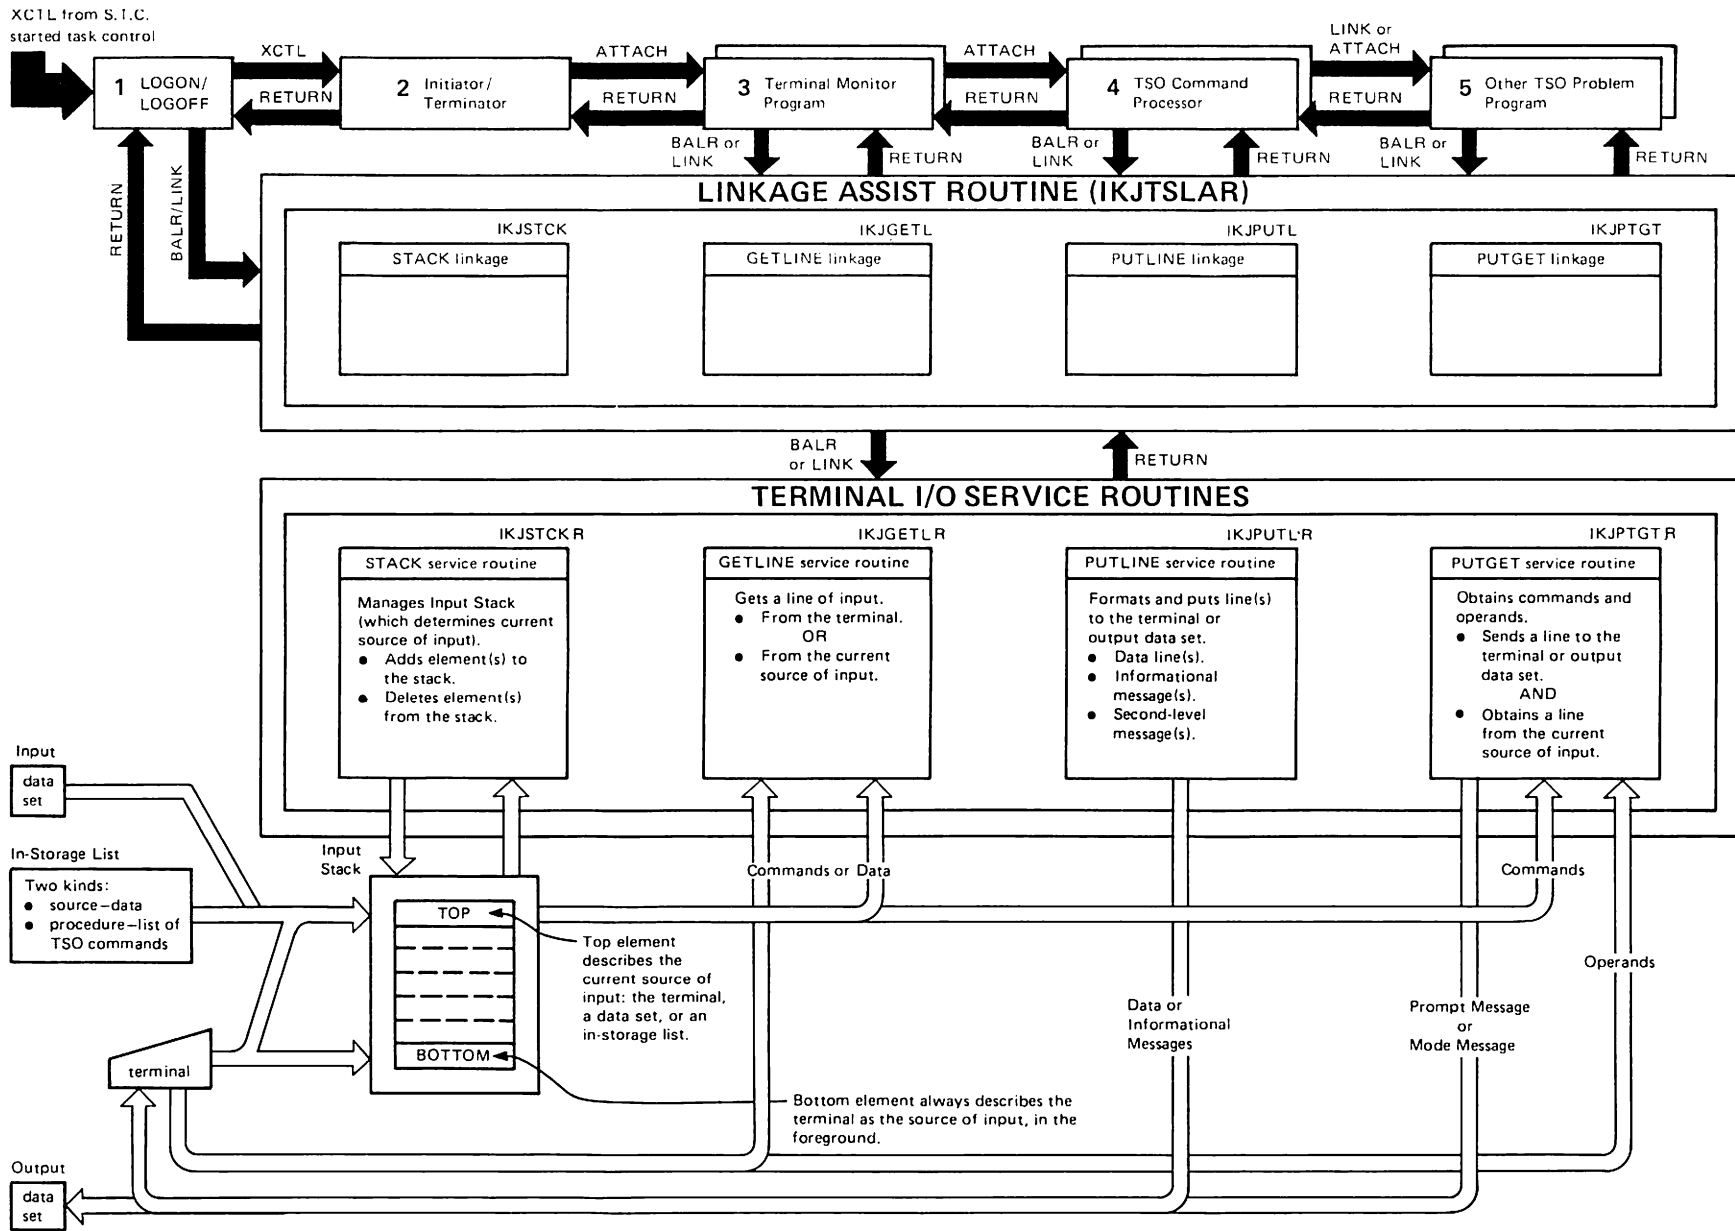 XCTL from S.T.C.
started task control
XCTL
RETURN
ATTACH
RETURN
ATTACH
RETURN
LINK or
ATTACH
RETURN
1 LOGON/
LOGOFF
2 Initiator/
Terminator
3 Terminal Monitor
Program
4 TSO Command
Processor
5 Other TSO Problem
Program
RETURN
BALR/LINK
BALR or
LINK
RETURN
BALR or
LINK
RETURN
BALR or
LINK
RETURN
LINKAGE ASSIST ROUTINE (IKJTSLAR)
IKJSTCK
STACK linkage
IKJGETL
GETLINE linkage
IKJPUTL
PUTLINE linkage
IKJPTGT
PUTGET linkage
BALR
or LINK
RETURN
TERMINAL I/O SERVICE ROUTINES
IKJSTCKR
STACK service routine
Manages Input Stack
(which determines current
source of input).
● Adds element(s) to
the stack.
● Deletes element(s)
from the stack.
IKJGETLR
GETLINE service routine
Gets a line of input.
● From the terminal.
OR
● From the current
source of input.
IKJPUTLR
PUTLINE service routine
Formats and puts line(s)
to the terminal or
output data set.
● Data line(s).
● Informational
message(s).
● Second-level
message(s).
IKJPTGTR
PUTGET service routine
Obtains commands and
operands.
● Sends a line to the
terminal or output
data set.
AND
● Obtains a line
from the current
source of input.
Input
data
set
In-Storage List
Two kinds:
● source–data
● procedure–list of
TSO commands
Input
Stack
TOP
BOTTOM
Commands or Data
Commands
Top element
describes the
current source of
input: the terminal,
a data set, or an
in-storage list.
Operands
Data or
Informational
Messages
Prompt Message
or
Mode Message
terminal
Bottom element always describes the
terminal as the source of input, in the
foreground.
Output
data
set